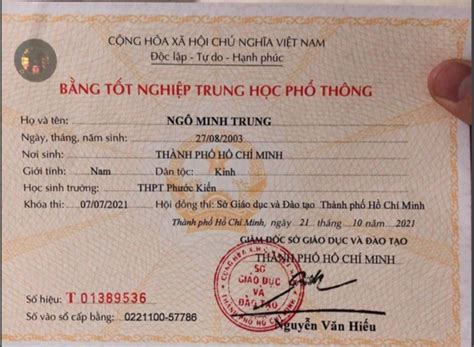 CỘNG HÒA XÃ HỘI CHỦ NGHĨA VIỆT NAM
Độc lập - Tự do - Hạnh phúc
BẰNG TỐT NGHIỆP TRUNG HỌC PHỔ THÔNG
Họ và tên: NGÔ MINH TRUNG
Ngày, tháng, năm sinh: 27/08/2003
Nơi sinh: THÀNH PHỐ HỒ CHÍ MINH
Giới tính: Nam Dân tộc: Kinh
Học sinh trường: THPT Phước Kiển
Khóa thi: 07/07/2021 Hội đồng thi: Sở Giáo dục và Đào tạo Thành phố Hồ Chí Minh
Thành phố Hồ Chí Minh, ngày 21 tháng 10 năm 2021
GIÁM ĐỐC SỞ GIÁO DỤC VÀ ĐÀO TẠO
THÀNH PHỐ HỒ CHÍ MINH
SỞ
GIÁO DỤC
VÀ
ĐÀO TẠO
THÀNH PHỐ HỒ CHÍ MINH
Số hiệu: T 01389536
Số vào sổ cấp bằng: 0221100-57786
Nguyễn Văn Hiếu